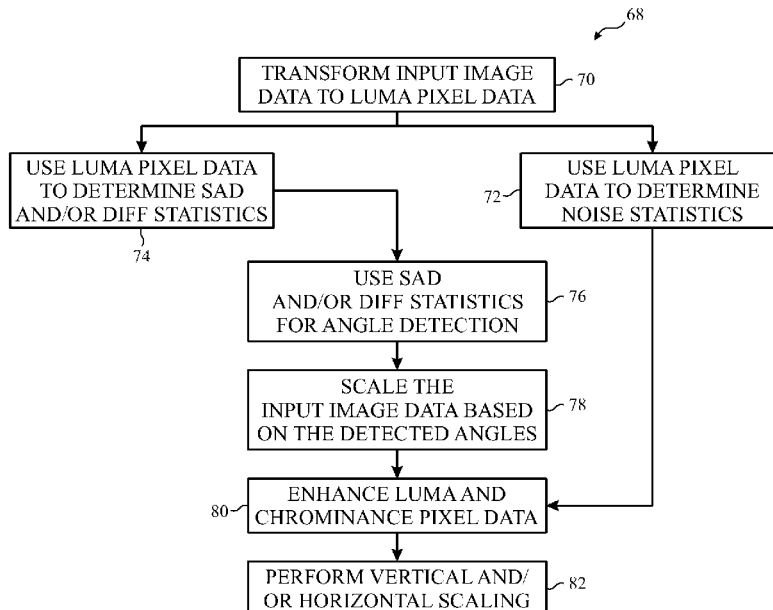 68
TRANSFORM INPUT IMAGE
DATA TO LUMA PIXEL DATA
70
USE LUMA PIXEL DATA
TO DETERMINE SAD
AND/OR DIFF STATISTICS
74
USE LUMA PIXEL
DATA TO DETERMINE
NOISE STATISTICS
72
USE SAD
AND/OR DIFF STATISTICS
FOR ANGLE DETECTION
76
SCALE THE
INPUT IMAGE DATA BASED
ON THE DETECTED ANGLES
78
ENHANCE LUMA AND
CHROMINANCE PIXEL DATA
80
PERFORM VERTICAL AND/
OR HORIZONTAL SCALING
82